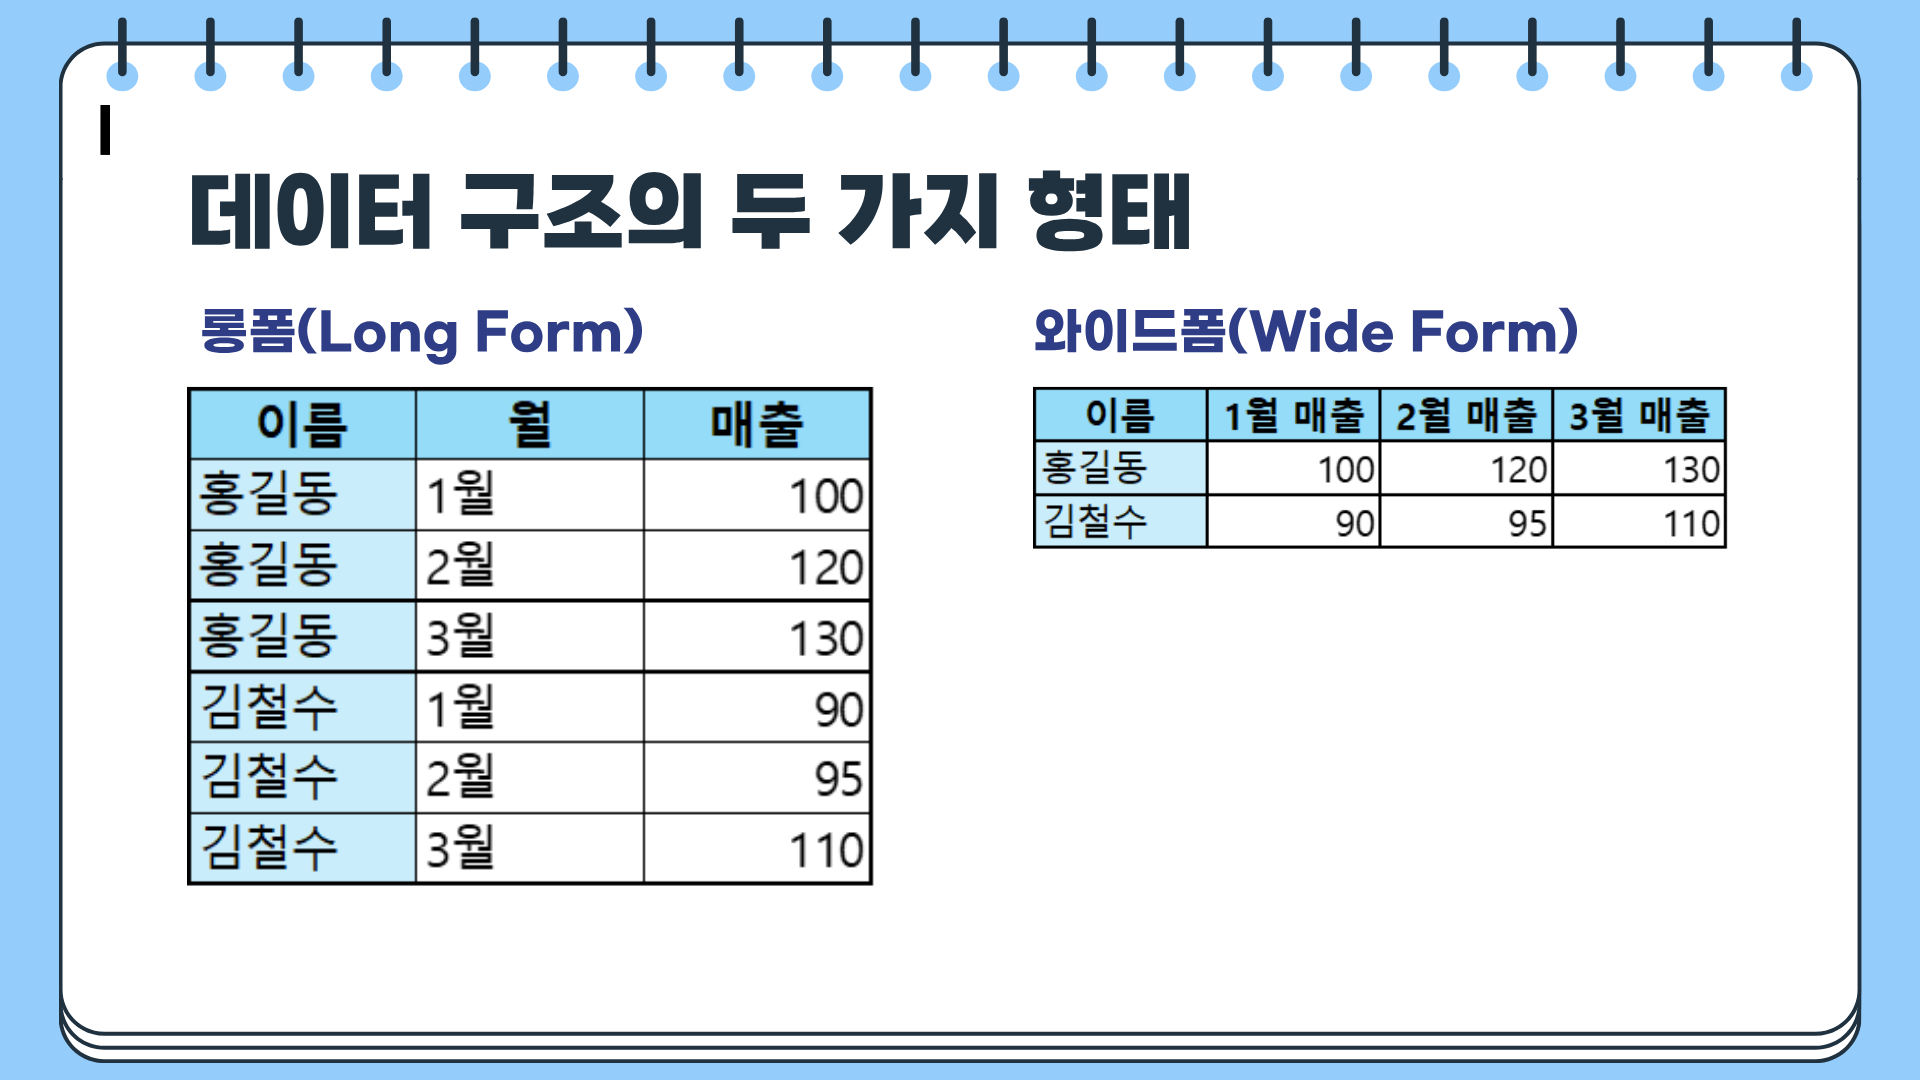 데이터 구조의 두 가지 형태
롱폼(Long Form)
이름 월 매출
홍길동 1월 100
홍길동 2월 120
홍길동 3월 130
김철수 1월 90
김철수 2월 95
김철수 3월 110
와이드폼(Wide Form)
이름 1월 매출 2월 매출 3월 매출
홍길동 100 120 130
김철수 90 95 110